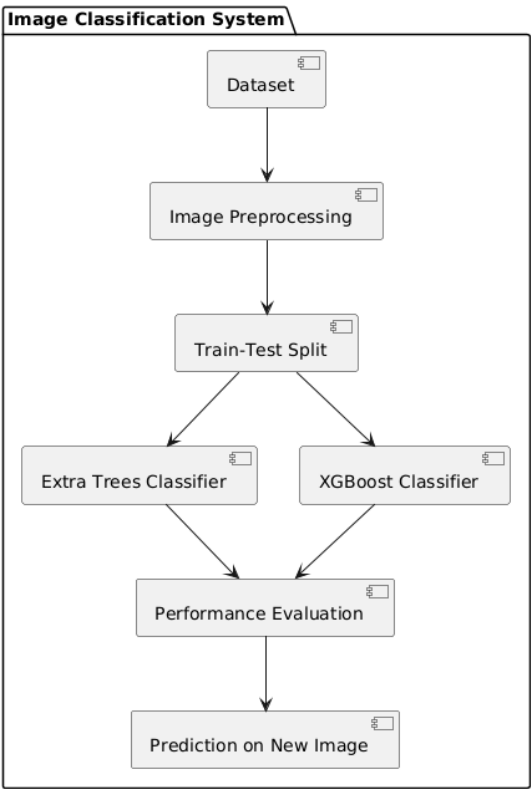 Image Classification System
Dataset
Image Preprocessing
Train-Test Split
Extra Trees Classifier
XGBoost Classifier
Performance Evaluation
Prediction on New Image